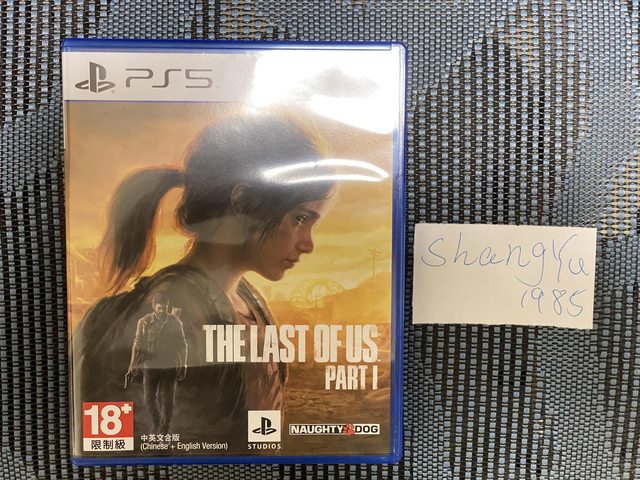 PS5
THE LAST OF US
PART I
18+
限制級
中英文合版
(Chinese + English Version)
STUDIOS
NAUGHTY DOG
ShangYu
1985